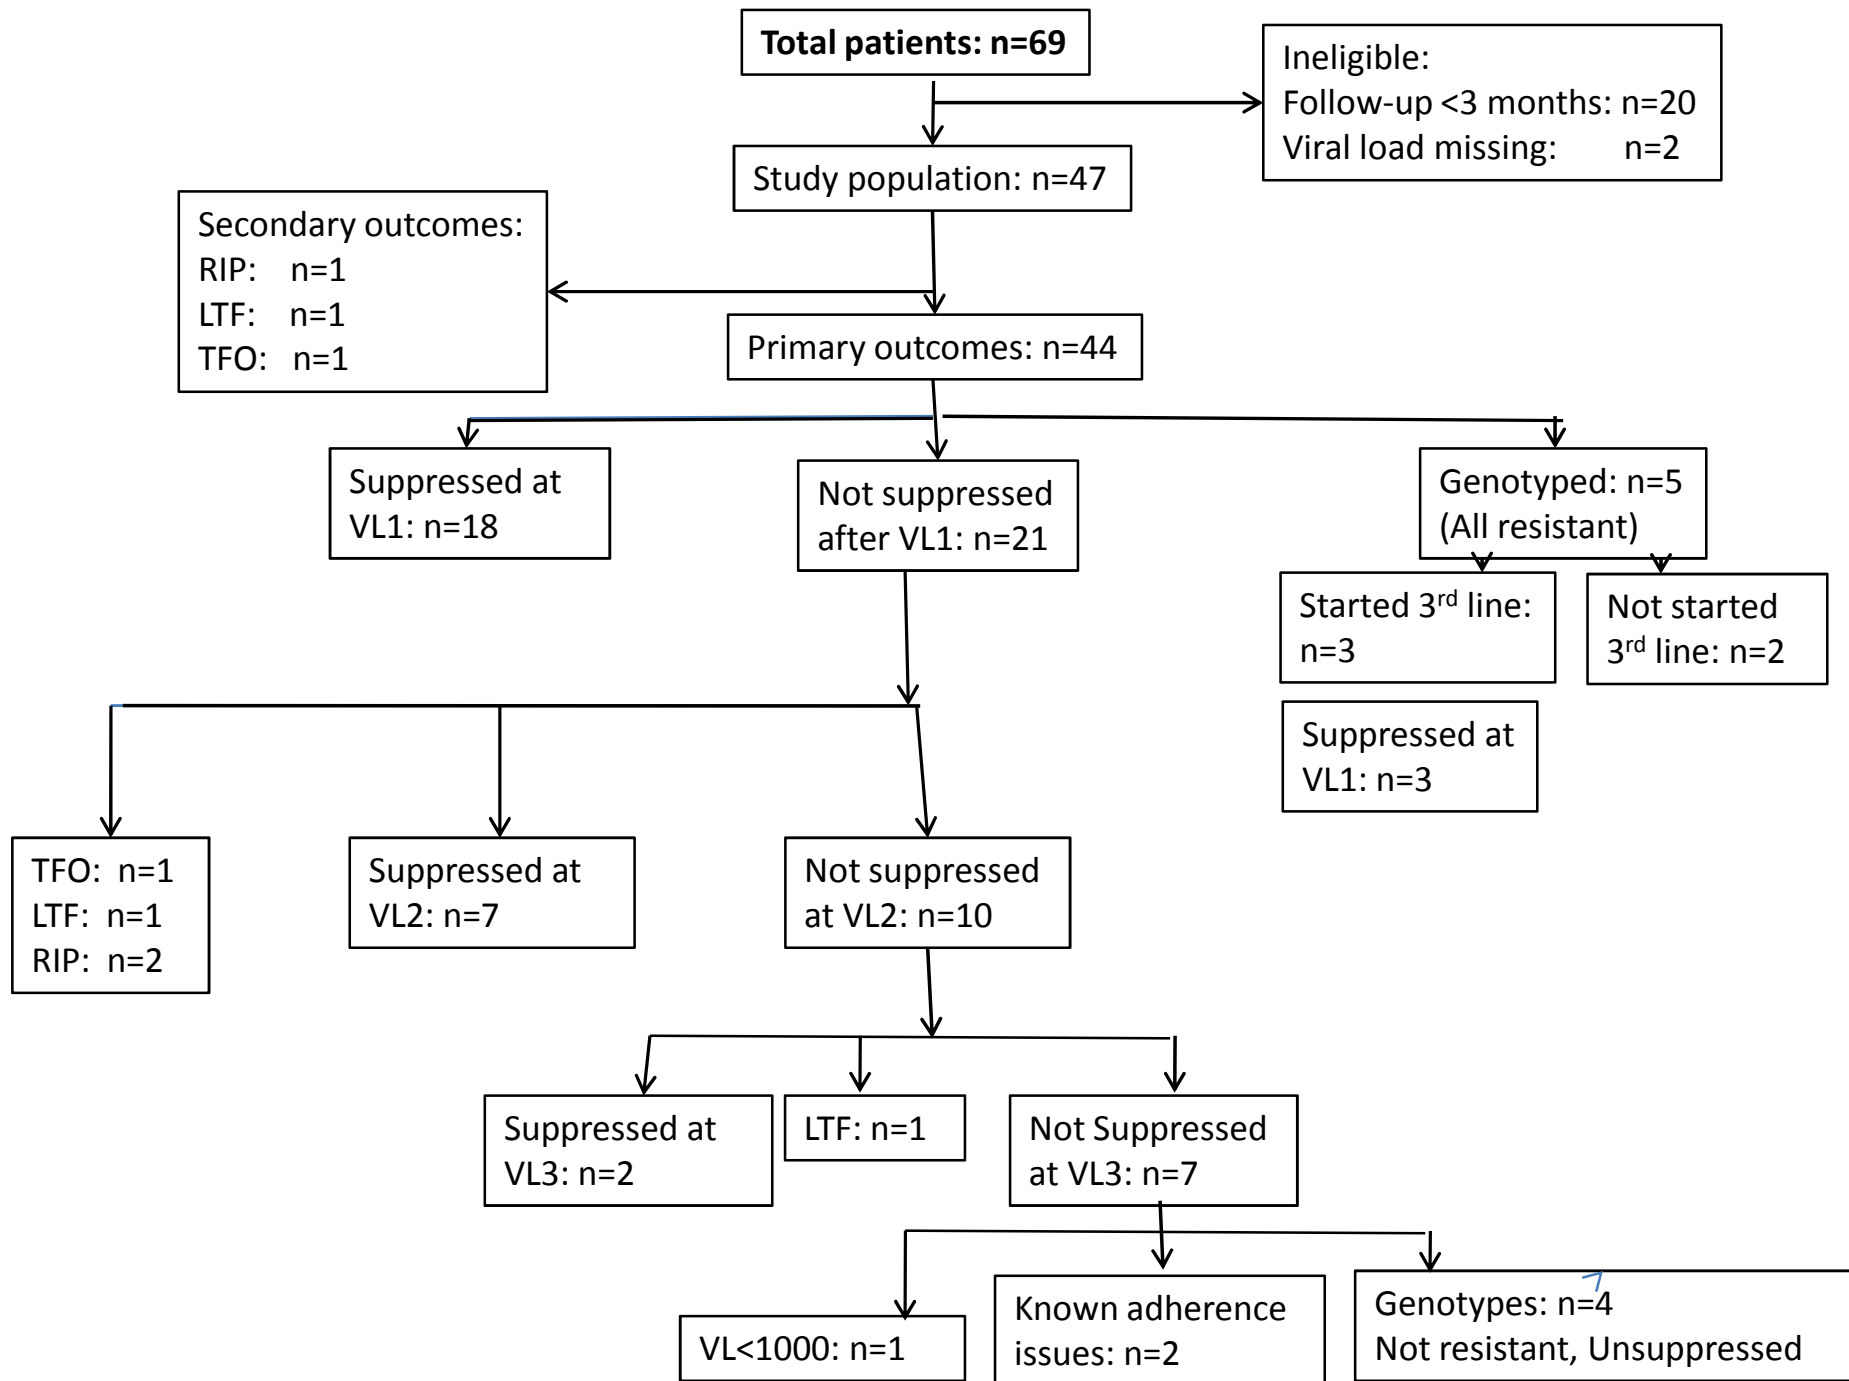 Total patients: n=69
Ineligible:
Follow-up <3 months: n=20
Viral load missing: n=2
Study population: n=47
Secondary outcomes:
RIP: n=1
LTF: n=1
TFO: n=1
Primary outcomes: n=44
Suppressed at
VL1: n=18
Not suppressed
after VL1: n=21
Genotyped: n=5
(All resistant)
Started 3rd line:
n=3
Not started
3rd line: n=2
Suppressed at
VL1: n=3
TFO: n=1
LTF: n=1
RIP: n=2
Suppressed at
VL2: n=7
Not suppressed
at VL2: n=10
Suppressed at
VL3: n=2
LTF: n=1
Not Suppressed
at VL3: n=7
VL<1000: n=1
Known adherence
issues: n=2
Genotypes: n=4
Not resistant, Unsuppressed